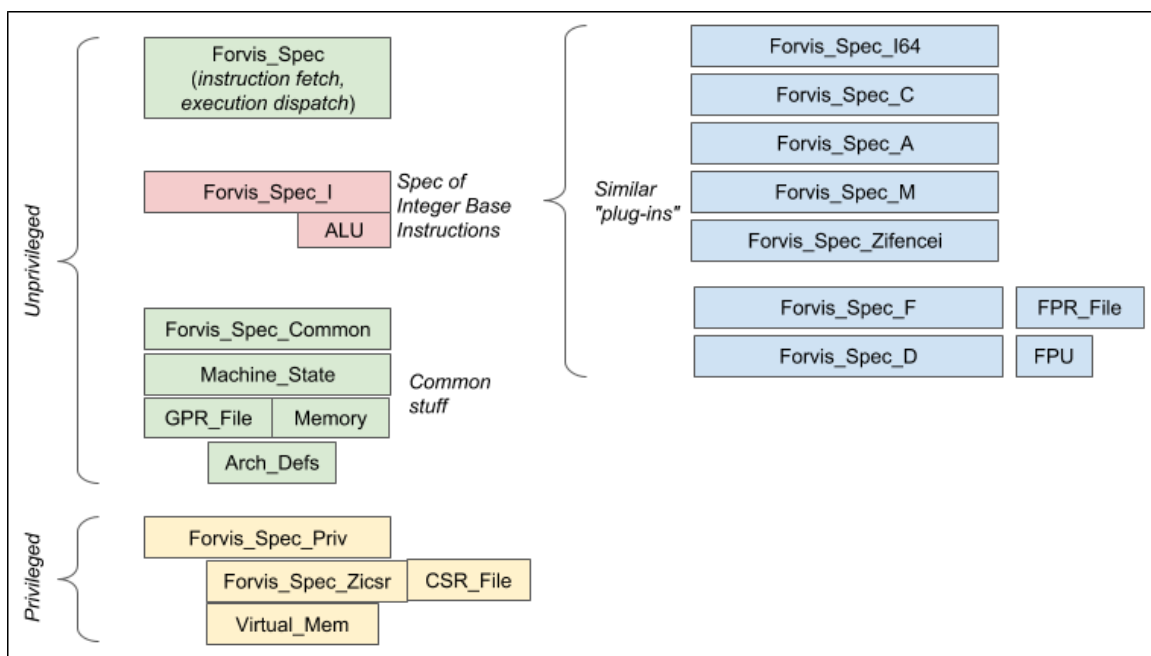 Unprivileged
Forvis_Spec
(instruction fetch,
execution dispatch)
Forvis_Spec_I
ALU
Spec of
Integer Base
Instructions
Forvis_Spec_Common
Machine_State
GPR_File
Memory
Arch_Defs
Common
stuff
Similar
"plug-ins"
Forvis_Spec_I64
Forvis_Spec_C
Forvis_Spec_A
Forvis_Spec_M
Forvis_Spec_Zifencei
Forvis_Spec_F
FPR_File
Forvis_Spec_D
FPU
Privileged
Forvis_Spec_Priv
Forvis_Spec_Zicsr
CSR_File
Virtual_Mem